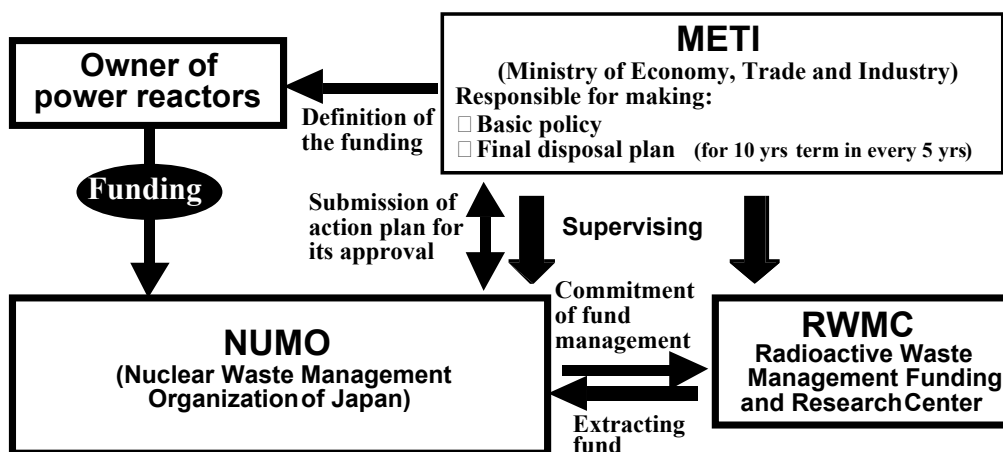 Owner of
power reactors
METI
(Ministry of Economy, Trade and Industry)
Responsible for making:
□ Basic policy
□ Final disposal plan (for 10 yrs term in every 5 yrs)
Definition of
the funding
Funding
Submission of
action plan for
its approval
Supervising
NUMO
(Nuclear Waste Management
Organization of Japan)
Commitment
of fund
management
Extracting
fund
RWMC
Radioactive Waste
Management Funding
and Research Center